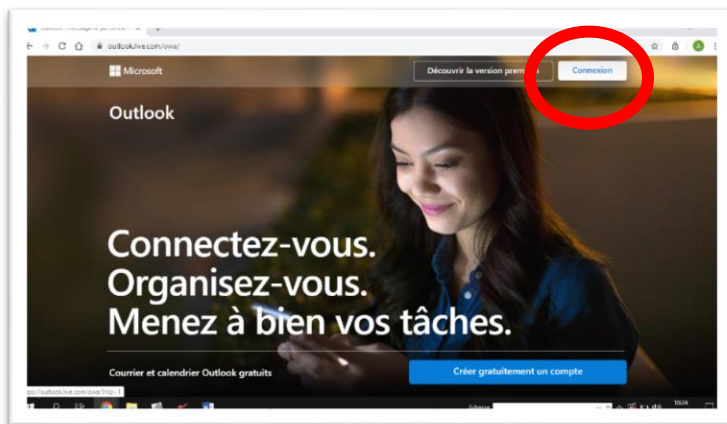 outlook.live.com/owa/
Microsoft
Découvrir la version
Connexion
Outlook
Connectez-vous.
Organisez-vous.
Menez à bien vos tâches.
Courrier et calendrier Outlook gratuits
Créer gratuitement un compte
Adresse